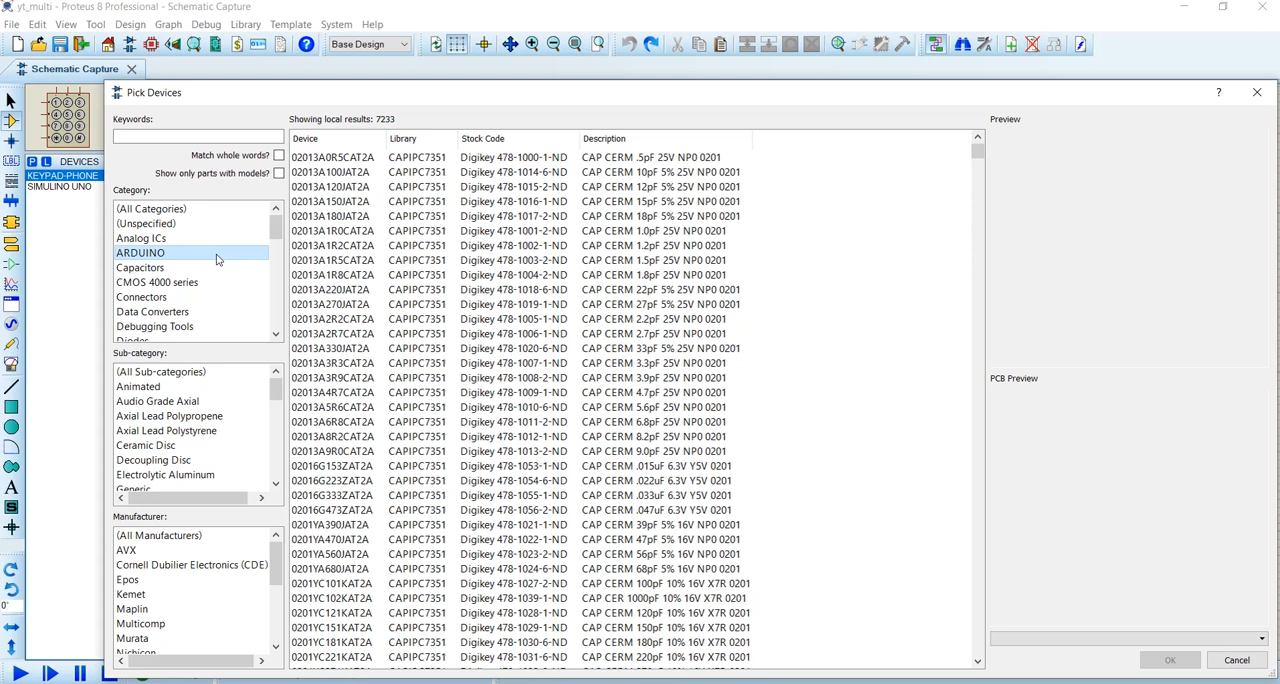 yt_multi - Proteus 8 Professional - Schematic Capture
File Edit View Tool Design Graph Debug Library Template System Help
Base Design
Schematic Capture
Pick Devices
Keywords:
Match whole words?
Show only parts with models?
Category:
(All Categories)
(Unspecified)
Analog ICs
ARDUINO
Capacitors
CMOS 4000 series
Connectors
Data Converters
Debugging Tools
Diodes
Sub-category:
(All Sub-categories)
Animated
Audio Grade Axial
Axial Lead Polypropene
Axial Lead Polystyrene
Ceramic Disc
Decoupling Disc
Electrolytic Aluminum
Generic
Manufacturer:
(All Manufacturers)
AVX
Cornell Dubilier Electronics (CDE)
Epos
Kemet
Maplin
Multicomp
Murata
Nichicon
P L DEVICES
KEYPAD-PHONE
SIMULINO UNO
Showing local results: 7233
Device Library Stock Code Description
02013A0R5CAT2A CAPIPC7351 Digikey 478-1000-1-ND CAP CERM .5pF 25V NP0 0201
02013A100JAT2A CAPIPC7351 Digikey 478-1014-6-ND CAP CERM 10pF 5% 25V NP0 0201
02013A120JAT2A CAPIPC7351 Digikey 478-1015-2-ND CAP CERM 12pF 5% 25V NP0 0201
02013A150JAT2A CAPIPC7351 Digikey 478-1016-1-ND CAP CERM 15pF 5% 25V NP0 0201
02013A180JAT2A CAPIPC7351 Digikey 478-1017-2-ND CAP CERM 18pF 5% 25V NP0 0201
02013A1R0CAT2A CAPIPC7351 Digikey 478-1001-2-ND CAP CERM 1.0pF 25V NP0 0201
02013A1R2CAT2A CAPIPC7351 Digikey 478-1002-1-ND CAP CERM 1.2pF 25V NP0 0201
02013A1R5CAT2A CAPIPC7351 Digikey 478-1003-2-ND CAP CERM 1.5pF 25V NP0 0201
02013A1R8CAT2A CAPIPC7351 Digikey 478-1004-2-ND CAP CERM 1.8pF 25V NP0 0201
02013A220JAT2A CAPIPC7351 Digikey 478-1018-6-ND CAP CERM 22pF 5% 25V NP0 0201
02013A270JAT2A CAPIPC7351 Digikey 478-1019-1-ND CAP CERM 27pF 5% 25V NP0 0201
02013A2R2CAT2A CAPIPC7351 Digikey 478-1005-1-ND CAP CERM 2.2pF 25V NP0 0201
02013A2R7CAT2A CAPIPC7351 Digikey 478-1006-1-ND CAP CERM 2.7pF 25V NP0 0201
02013A330JAT2A CAPIPC7351 Digikey 478-1020-6-ND CAP CERM 33pF 5% 25V NP0 0201
02013A3R3CAT2A CAPIPC7351 Digikey 478-1007-1-ND CAP CERM 3.3pF 25V NP0 0201
02013A3R9CAT2A CAPIPC7351 Digikey 478-1008-2-ND CAP CERM 3.9pF 25V NP0 0201
02013A4R7CAT2A CAPIPC7351 Digikey 478-1009-1-ND CAP CERM 4.7pF 25V NP0 0201
02013A5R6CAT2A CAPIPC7351 Digikey 478-1010-6-ND CAP CERM 5.6pF 25V NP0 0201
02013A6R8CAT2A CAPIPC7351 Digikey 478-1011-2-ND CAP CERM 6.8pF 25V NP0 0201
02013A8R2CAT2A CAPIPC7351 Digikey 478-1012-1-ND CAP CERM 8.2pF 25V NP0 0201
02013A9R0CAT2A CAPIPC7351 Digikey 478-1013-2-ND CAP CERM 9.0pF 25V NP0 0201
02016G153ZAT2A CAPIPC7351 Digikey 478-1053-1-ND CAP CERM .015uF 6.3V Y5V 0201
02016G223ZAT2A CAPIPC7351 Digikey 478-1054-6-ND CAP CERM .022uF 6.3V Y5V 0201
02016G333ZAT2A CAPIPC7351 Digikey 478-1055-1-ND CAP CERM .033uF 6.3V Y5V 0201
02016G473ZAT2A CAPIPC7351 Digikey 478-1056-2-ND CAP CERM .047uF 6.3V Y5V 0201
0201YA390JAT2A CAPIPC7351 Digikey 478-1021-1-ND CAP CERM 39pF 5% 16V NP0 0201
0201YA470JAT2A CAPIPC7351 Digikey 478-1022-1-ND CAP CERM 47pF 5% 16V NP0 0201
0201YA560JAT2A CAPIPC7351 Digikey 478-1023-2-ND CAP CERM 56pF 5% 16V NP0 0201
0201YA680JAT2A CAPIPC7351 Digikey 478-1024-6-ND CAP CERM 68pF 5% 16V NP0 0201
0201YC101KAT2A CAPIPC7351 Digikey 478-1027-2-ND CAP CERM 100pF 10% 16V X7R 0201
0201YC102KAT2A CAPIPC7351 Digikey 478-1039-1-ND CAP CER 1000pF 10% 16V X7R 0201
0201YC121KAT2A CAPIPC7351 Digikey 478-1028-1-ND CAP CERM 120pF 10% 16V X7R 0201
0201YC151KAT2A CAPIPC7351 Digikey 478-1029-1-ND CAP CERM 150pF 10% 16V X7R 0201
0201YC181KAT2A CAPIPC7351 Digikey 478-1030-6-ND CAP CERM 180pF 10% 16V X7R 0201
0201YC221KAT2A CAPIPC7351 Digikey 478-1031-6-ND CAP CERM 220pF 10% 16V X7R 0201
Preview
PCB Preview
OK Cancel